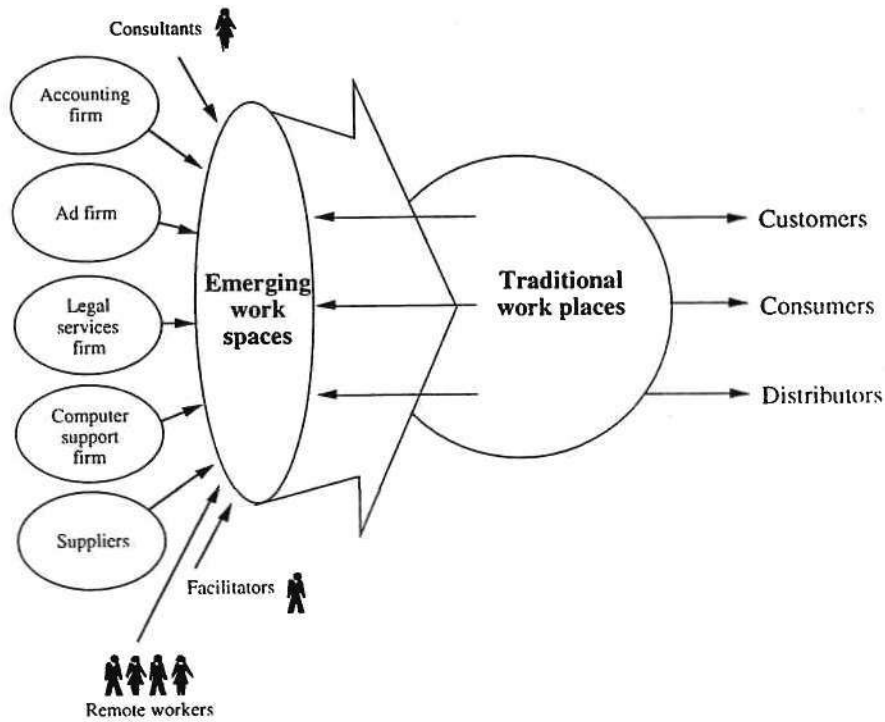 Consultants
Accounting
firm
Ad firm
Legal
services
firm
Computer
support
firm
Suppliers
Facilitators
Remote workers
Emerging
work
spaces
Traditional
work places
Customers
Consumers
Distributors